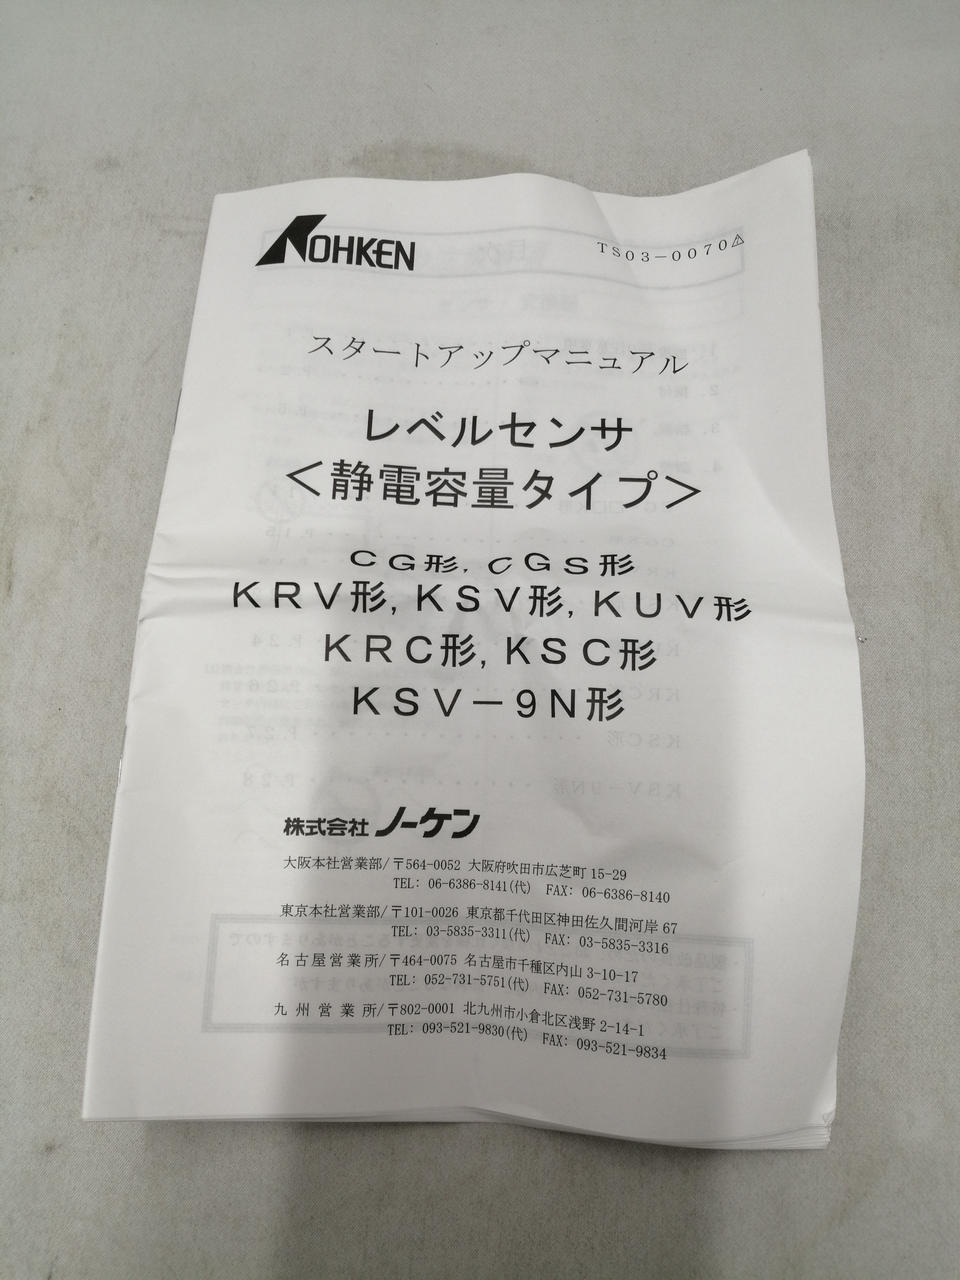 NOHKEN
TS03-0070
スタートアップマニュアル
レベルセンサ
＜静電容量タイプ＞
CG形, CGS形
KRV形, KSV形, KUV形
KRC形, KSC形
KSV－9N形
株式会社 ノーケン
大阪本社営業部/〒564-0052 大阪府吹田市広芝町 15-29
TEL: 06-6386-8141(代) FAX: 06-6386-8140
東京本社営業部/〒101-0026 東京都千代田区神田佐久間河岸 67
TEL: 03-5835-3311(代) FAX: 03-5835-3316
名古屋営業所/〒464-0075 名古屋市千種区内山 3-10-17
TEL: 052-731-5751(代) FAX: 052-731-5780
九州営業所/〒802-0001 北九州市小倉北区浅野 2-14-1
TEL: 093-521-9830(代) FAX: 093-521-9834